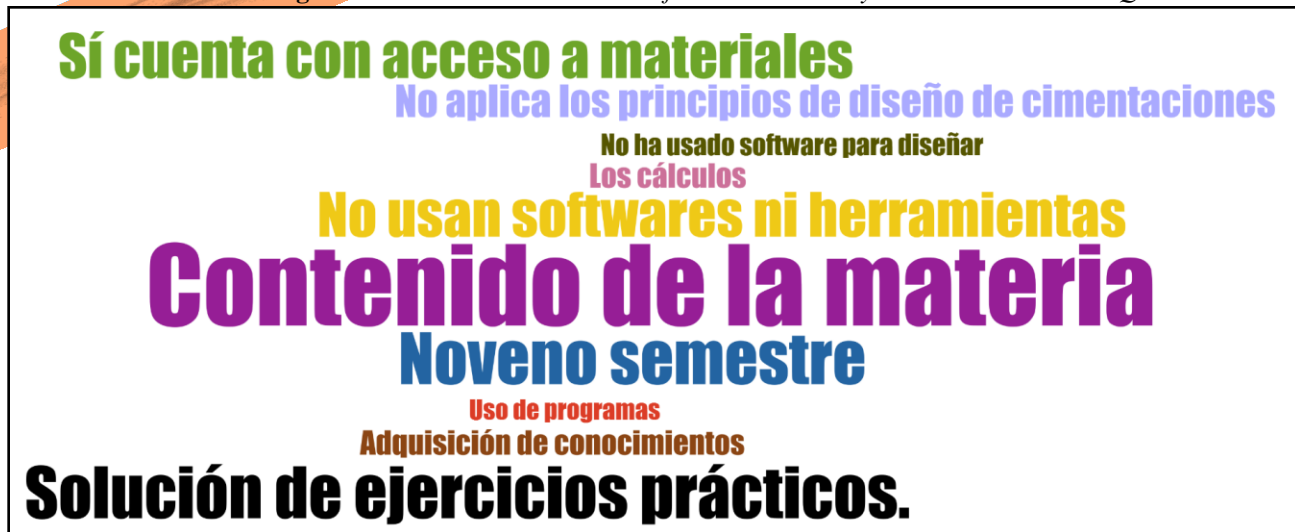 Sí cuenta con acceso a materiales
No aplica los principios de diseño de cimentaciones
No ha usado software para diseñar
Los cálculos
No usan softwares ni herramientas
Contenido de la materia
Noveno semestre
Uso de programas
Adquisición de conocimientos
Solución de ejercicios prácticos.